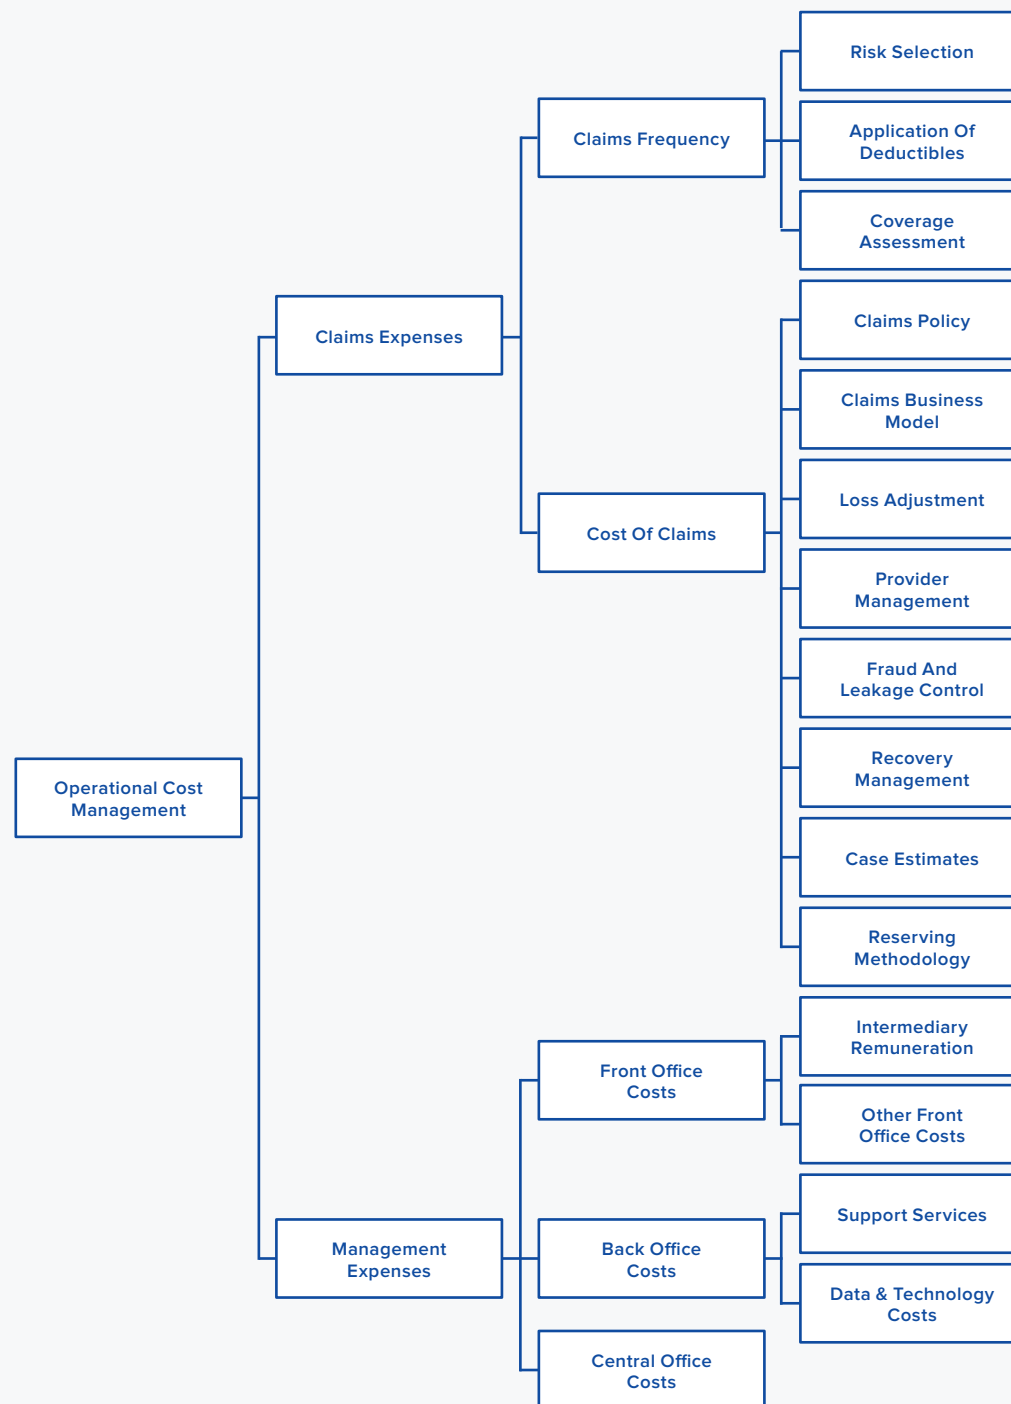 Risk Selection
Application Of
Deductibles
Claims Frequency
Coverage
Assessment
Claims Expenses
Claims Policy
Claims Business
Model
Loss Adjustment
Cost Of Claims
Provider
Management
Fraud And
Leakage Control
Recovery
Management
Operational Cost
Management
Case Estimates
Reserving
Methodology
Intermediary
Remuneration
Front Office
Costs
Other Front
Office Costs
Support Services
Management
Expenses
Back Office
Costs
Data & Technology
Costs
Central Office
Costs